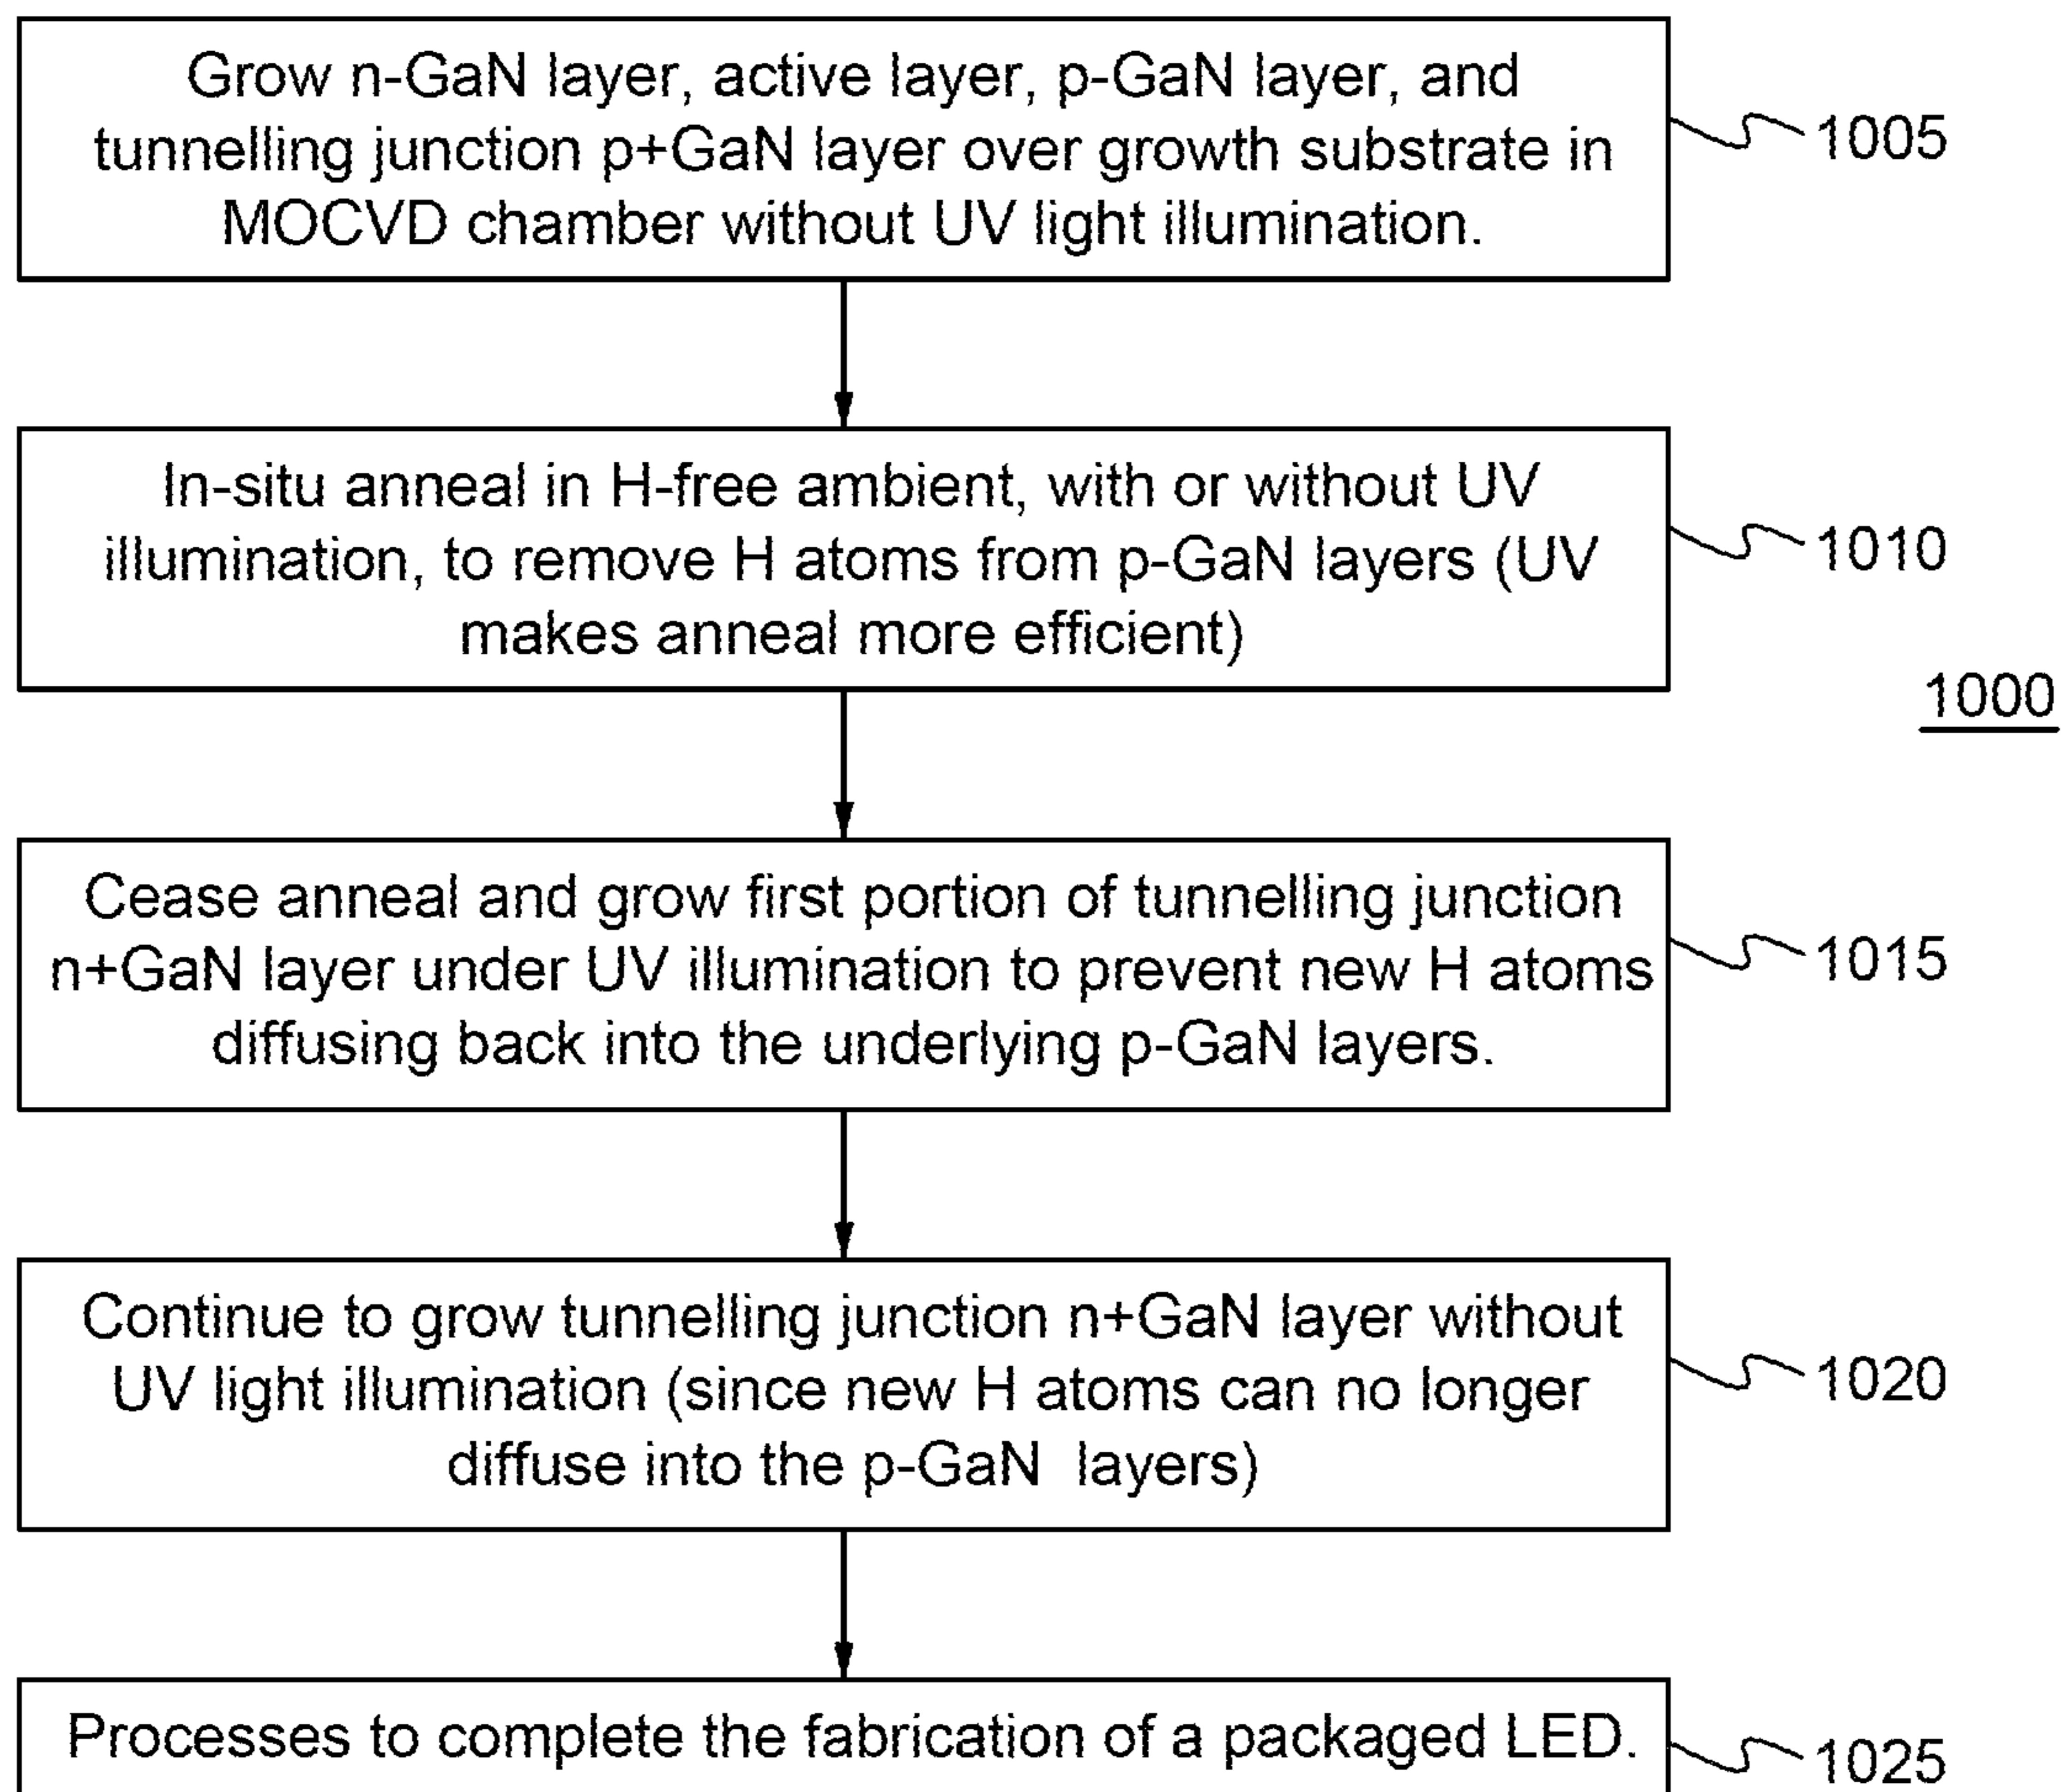 Grow n-GaN layer, active layer, p-GaN layer, and
tunnelling junction p+GaN layer over growth substrate in
MOCVD chamber without UV light illumination.
1005
In-situ anneal in H-free ambient, with or without UV
illumination, to remove H atoms from p-GaN layers (UV
makes anneal more efficient)
1010
1000
Cease anneal and grow first portion of tunnelling junction
n+GaN layer under UV illumination to prevent new H atoms
diffusing back into the underlying p-GaN layers.
1015
Continue to grow tunnelling junction n+GaN layer without
UV light illumination (since new H atoms can no longer
diffuse into the p-GaN layers)
1020
Processes to complete the fabrication of a packaged LED.
1025